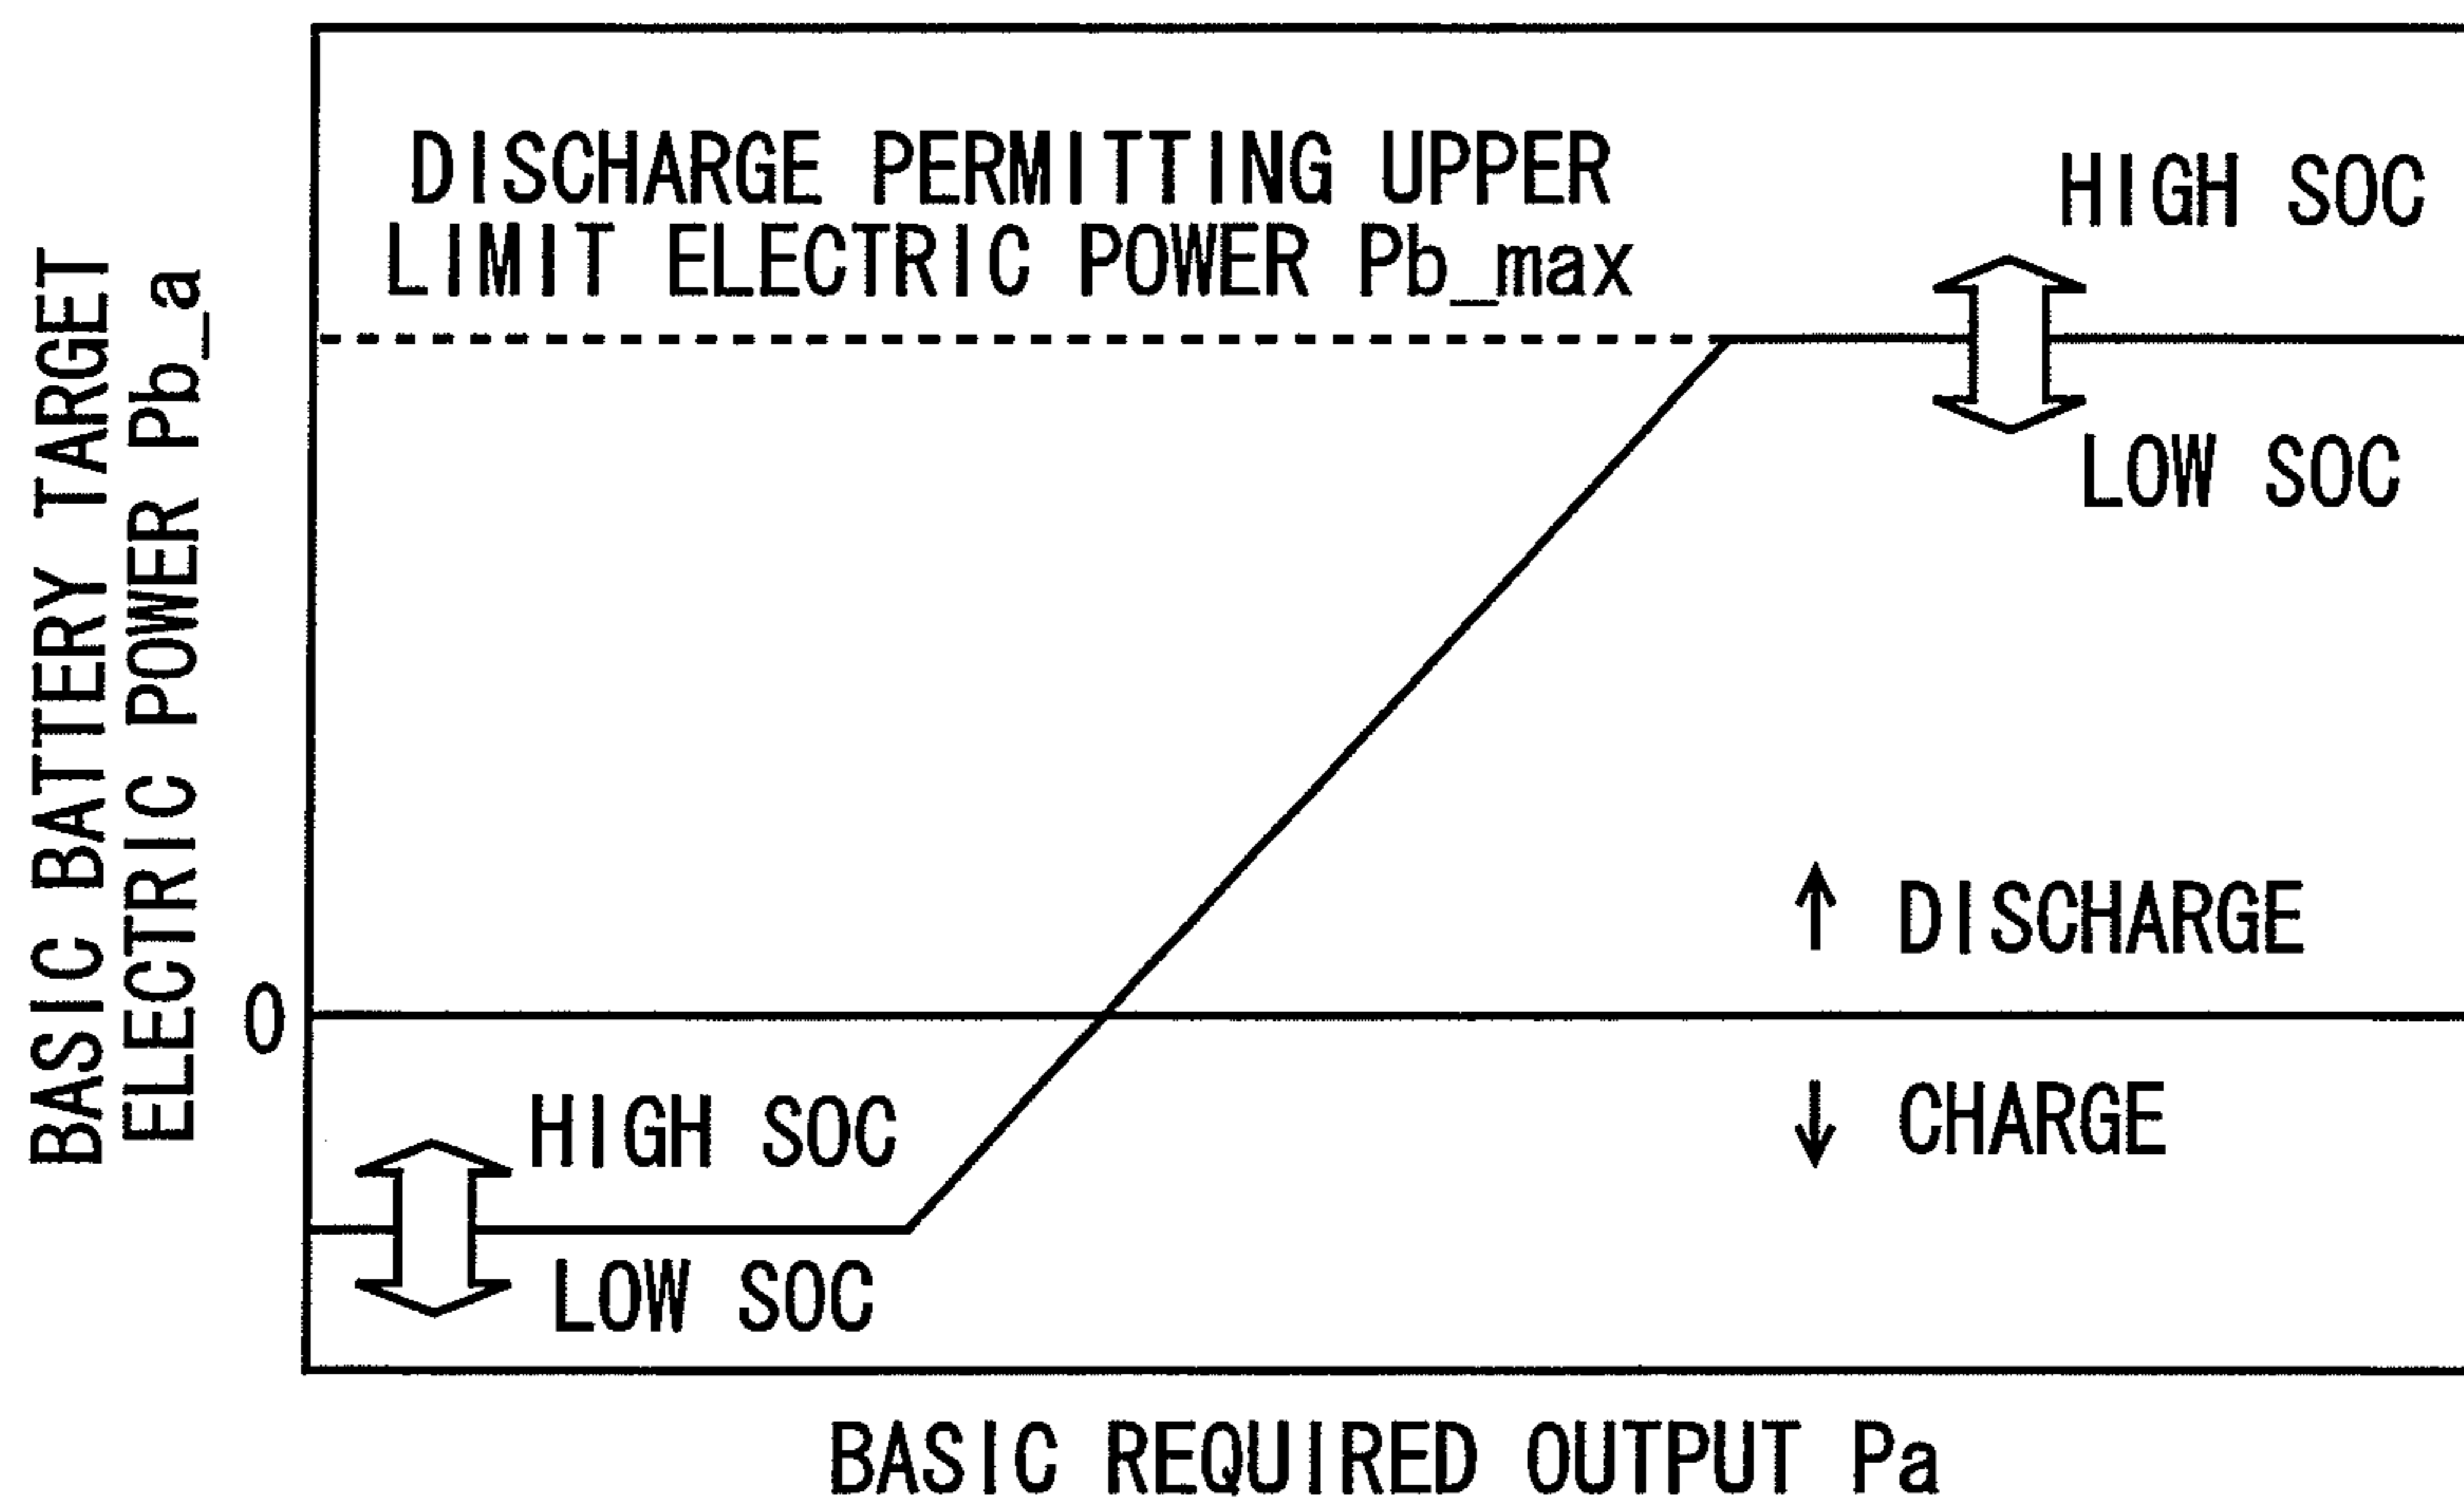 BASIC BATTERY TARGET
ELECTRIC POWER Pb_a
DISCHARGE PERMITTING UPPER
LIMIT ELECTRIC POWER Pb_max
HIGH SOC
LOW SOC
DISCHARGE
0
CHARGE
HIGH SOC
LOW SOC
BASIC REQUIRED OUTPUT Pa